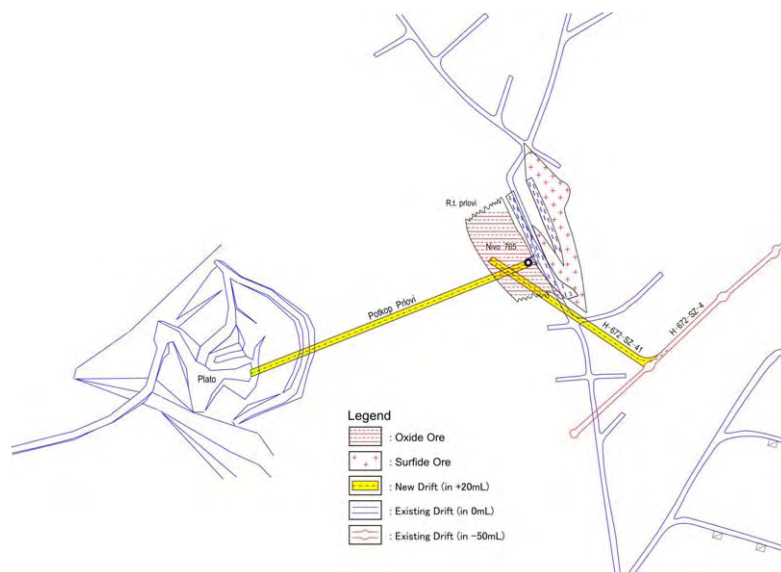 R.t. prlovi
Nivo 765
Potkop Prlovi
H-672-SZ-4
H-672-SZ-41
Plato
Legend
: Oxide Ore
: Surfide Ore
: New Drift (in +20mL)
: Existing Drift (in 0mL)
: Existing Drift (in -50mL)